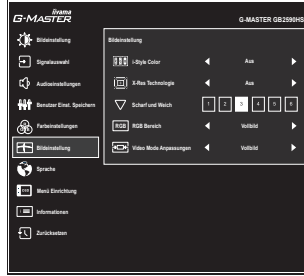 iiyama
G-MASTER
G-MASTER GB2590HS
Bildeinstellung
Signalauswahl
Audioeinstellungen
Benutzer Einst. Speichern
Farbeinstellungen
Bildeinstellung
Sprache
Menü Einrichtung
Informationen
Zurücksetzen
Bildeinstellung
i-Style Color
Aus
X-Res Technologie
Aus
Scharf und Weich
1 2 3 4 5 6
RGB
RGB Bereich
Vollbild
Video Mode Anpassungen
Vollbild